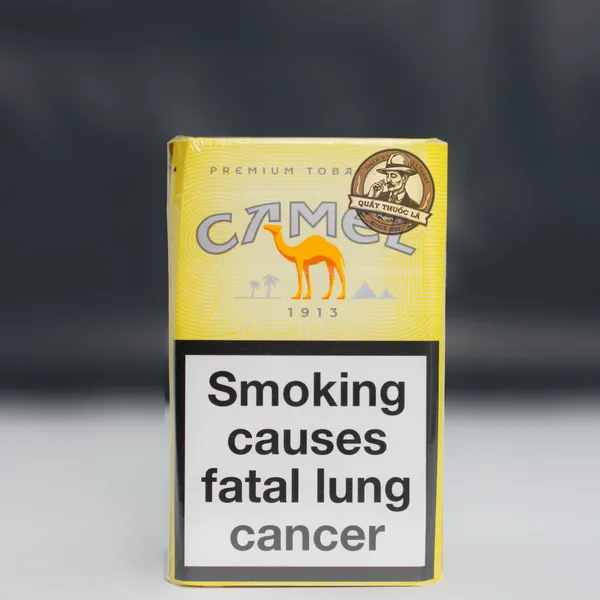 PREMIUM TOBA
CAMEL
QUẦY THUỐC LÁ
1913
Smoking
causes
fatal lung
cancer